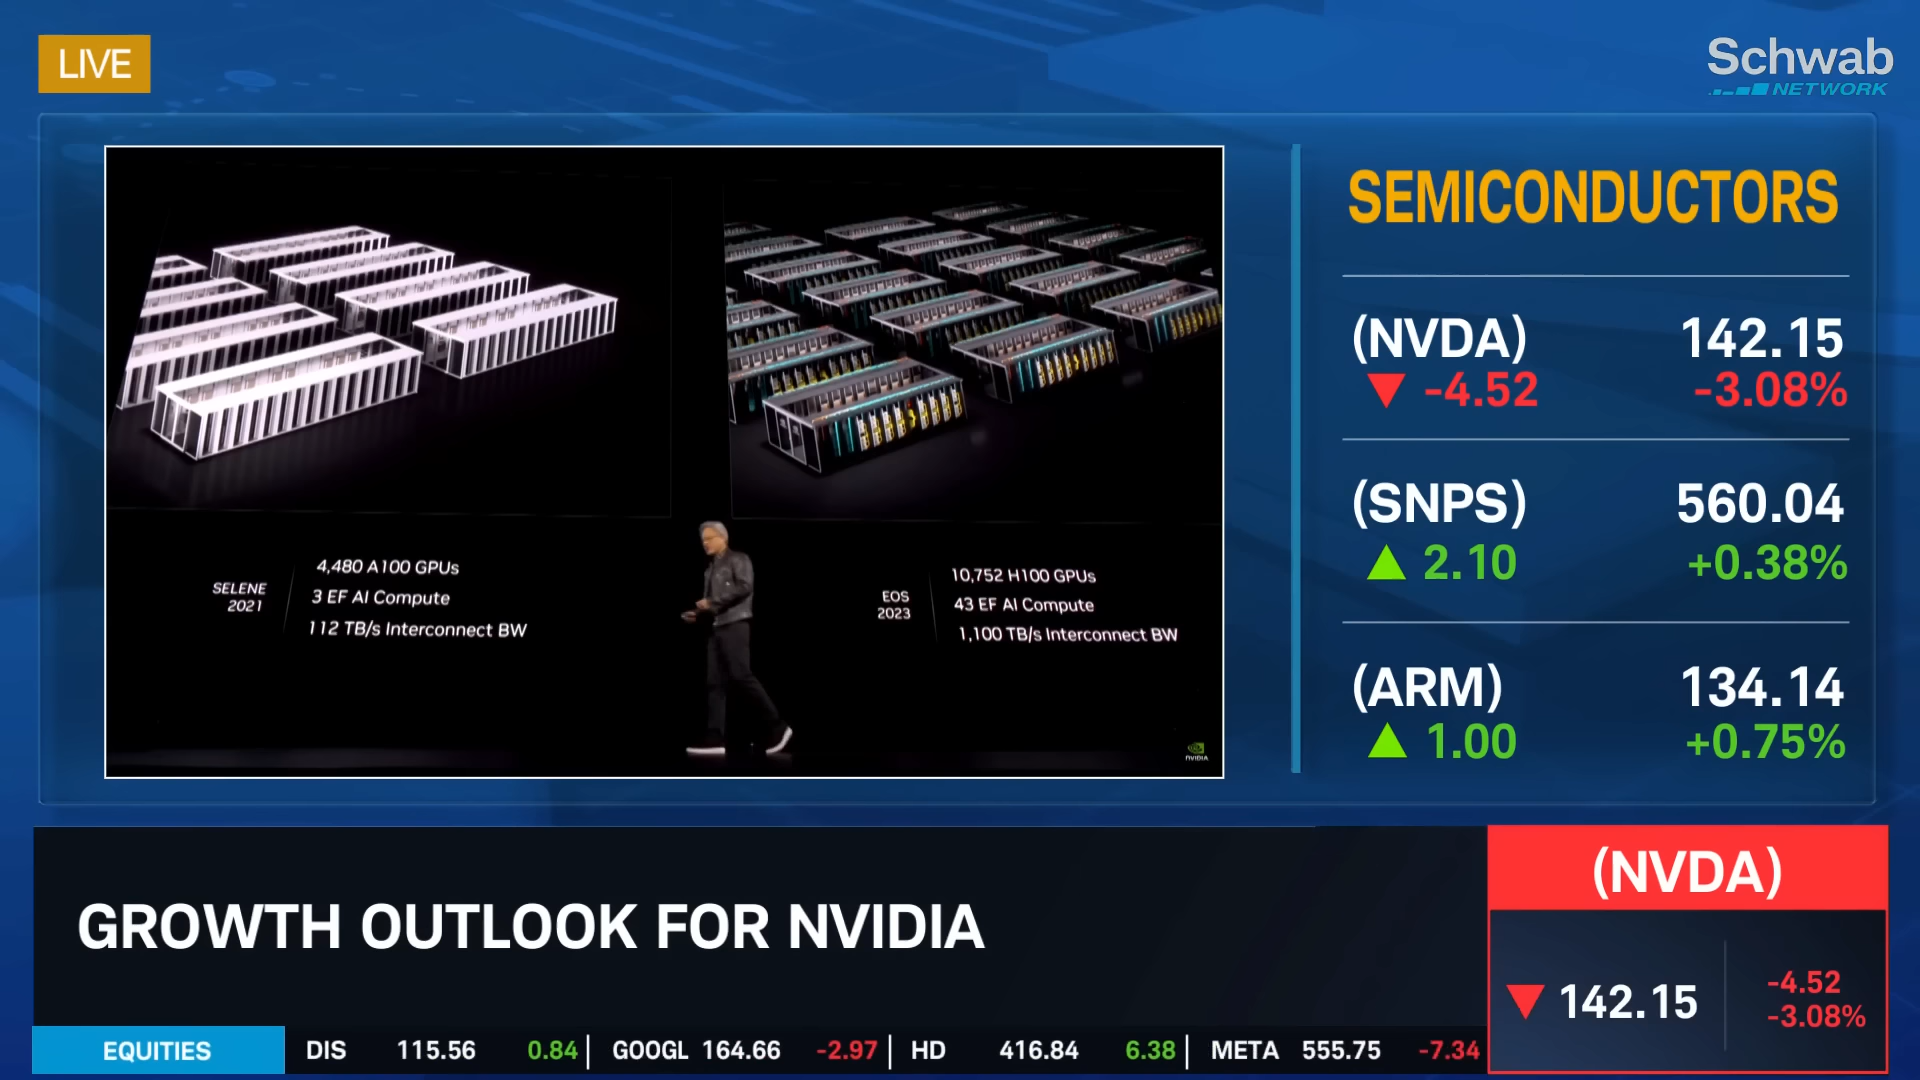 LIVE
Schwab
NETWORK
4,480 A100 GPUs
SELENE
2021
3 EF AI Compute
112 TB/s Interconnect BW
EOS
2023
10,752 H100 GPUs
43 EF AI Compute
1,100 TB/s Interconnect BW
NVIDIA
SEMICONDUCTORS
(NVDA) 142.15
▼ -4.52 -3.08%
(SNPS) 560.04
▲ 2.10 +0.38%
(ARM) 134.14
▲ 1.00 +0.75%
GROWTH OUTLOOK FOR NVIDIA
(NVDA)
▼ 142.15
-4.52
-3.08%
EQUITIES DIS 115.56 0.84 | GOOGL 164.66 -2.97 | HD 416.84 6.38 | META 555.75 -7.34